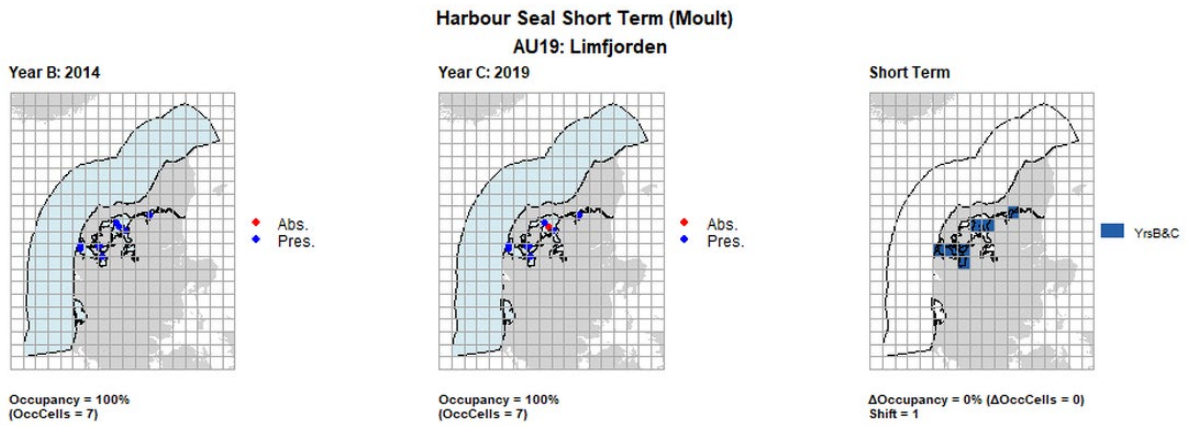 Harbour Seal Short Term (Moult)
AU19: Limfjorden
Year B: 2014
Abs.
Pres.
Occupancy = 100%
(OccCells = 7)
Year C: 2019
Abs.
Pres.
Occupancy = 100%
(OccCells = 7)
Short Term
YrsB&C
ΔOccupancy = 0% (ΔOccCells = 0)
Shift = 1